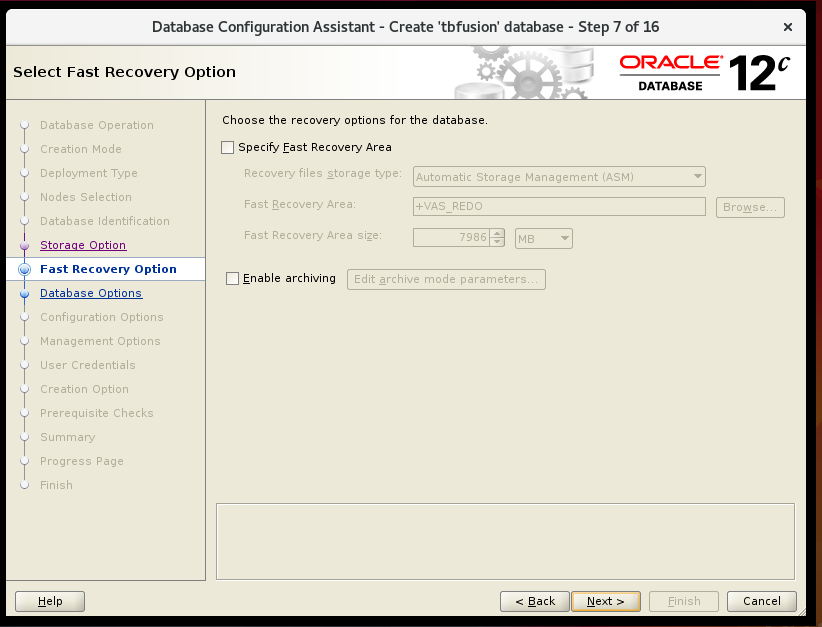 Database Configuration Assistant - Create 'tbfusion' database - Step 7 of 16
Select Fast Recovery Option
ORACLE
DATABASE
12c
Database Operation
Creation Mode
Deployment Type
Nodes Selection
Database Identification
Storage Option
Fast Recovery Option
Database Options
Configuration Options
Management Options
User Credentials
Creation Option
Prerequisite Checks
Summary
Progress Page
Finish
Choose the recovery options for the database.
Specify Fast Recovery Area
Recovery files storage type: Automatic Storage Management (ASM)
Fast Recovery Area: +VAS_REDO Browse...
Fast Recovery Area size: 7986 MB
Enable archiving Edit archive mode parameters...
Help < Back Next > Finish Cancel